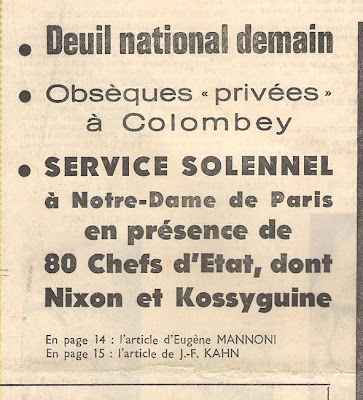 • Deuil national demain
• Obsèques « privées »
à Colombey
• SERVICE SOLENNEL
à Notre-Dame de Paris
en présence de
80 Chefs d'Etat, dont
Nixon et Kossyguine
En page 14 : l'article d'Eugène MANNONI
En page 15 : l'article de J.-F. KAHN